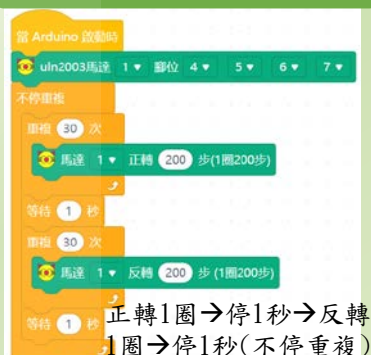 當 Arduino 啟動時
uln2003馬達 1 腳位 4 5 6 7
不停重複
重複 30 次
馬達 1 正轉 200 步(1圈200步)
等待 1 秒
重複 30 次
馬達 1 反轉 200 步 (1圈200步)
等待 1 秒
正轉1圈→停1秒→反轉
1圈→停1秒(不停重複)